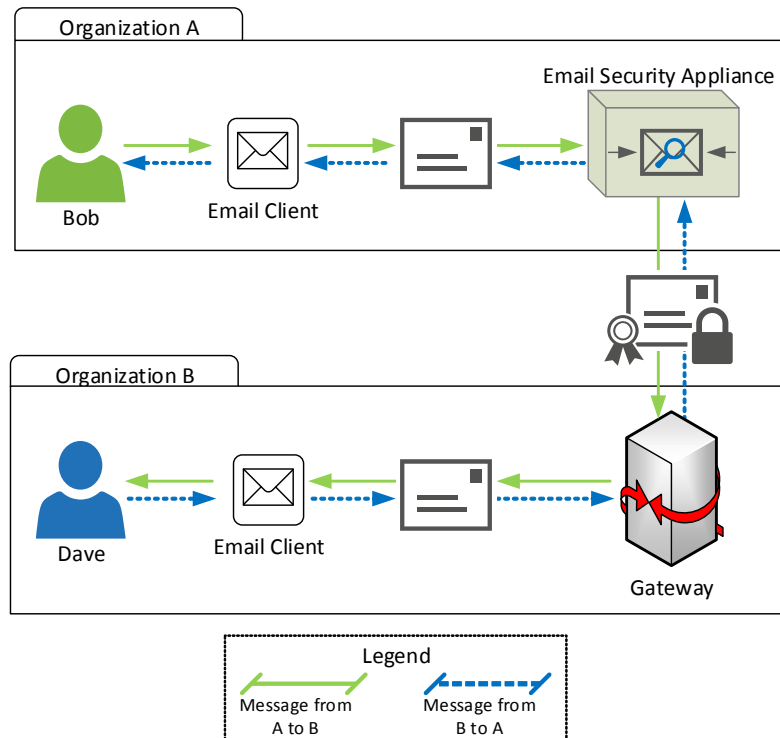 Organization A
Email Security Appliance
Bob
Email Client
Organization B
Dave
Email Client
Gateway
Legend
Message from
A to B
Message from
B to A